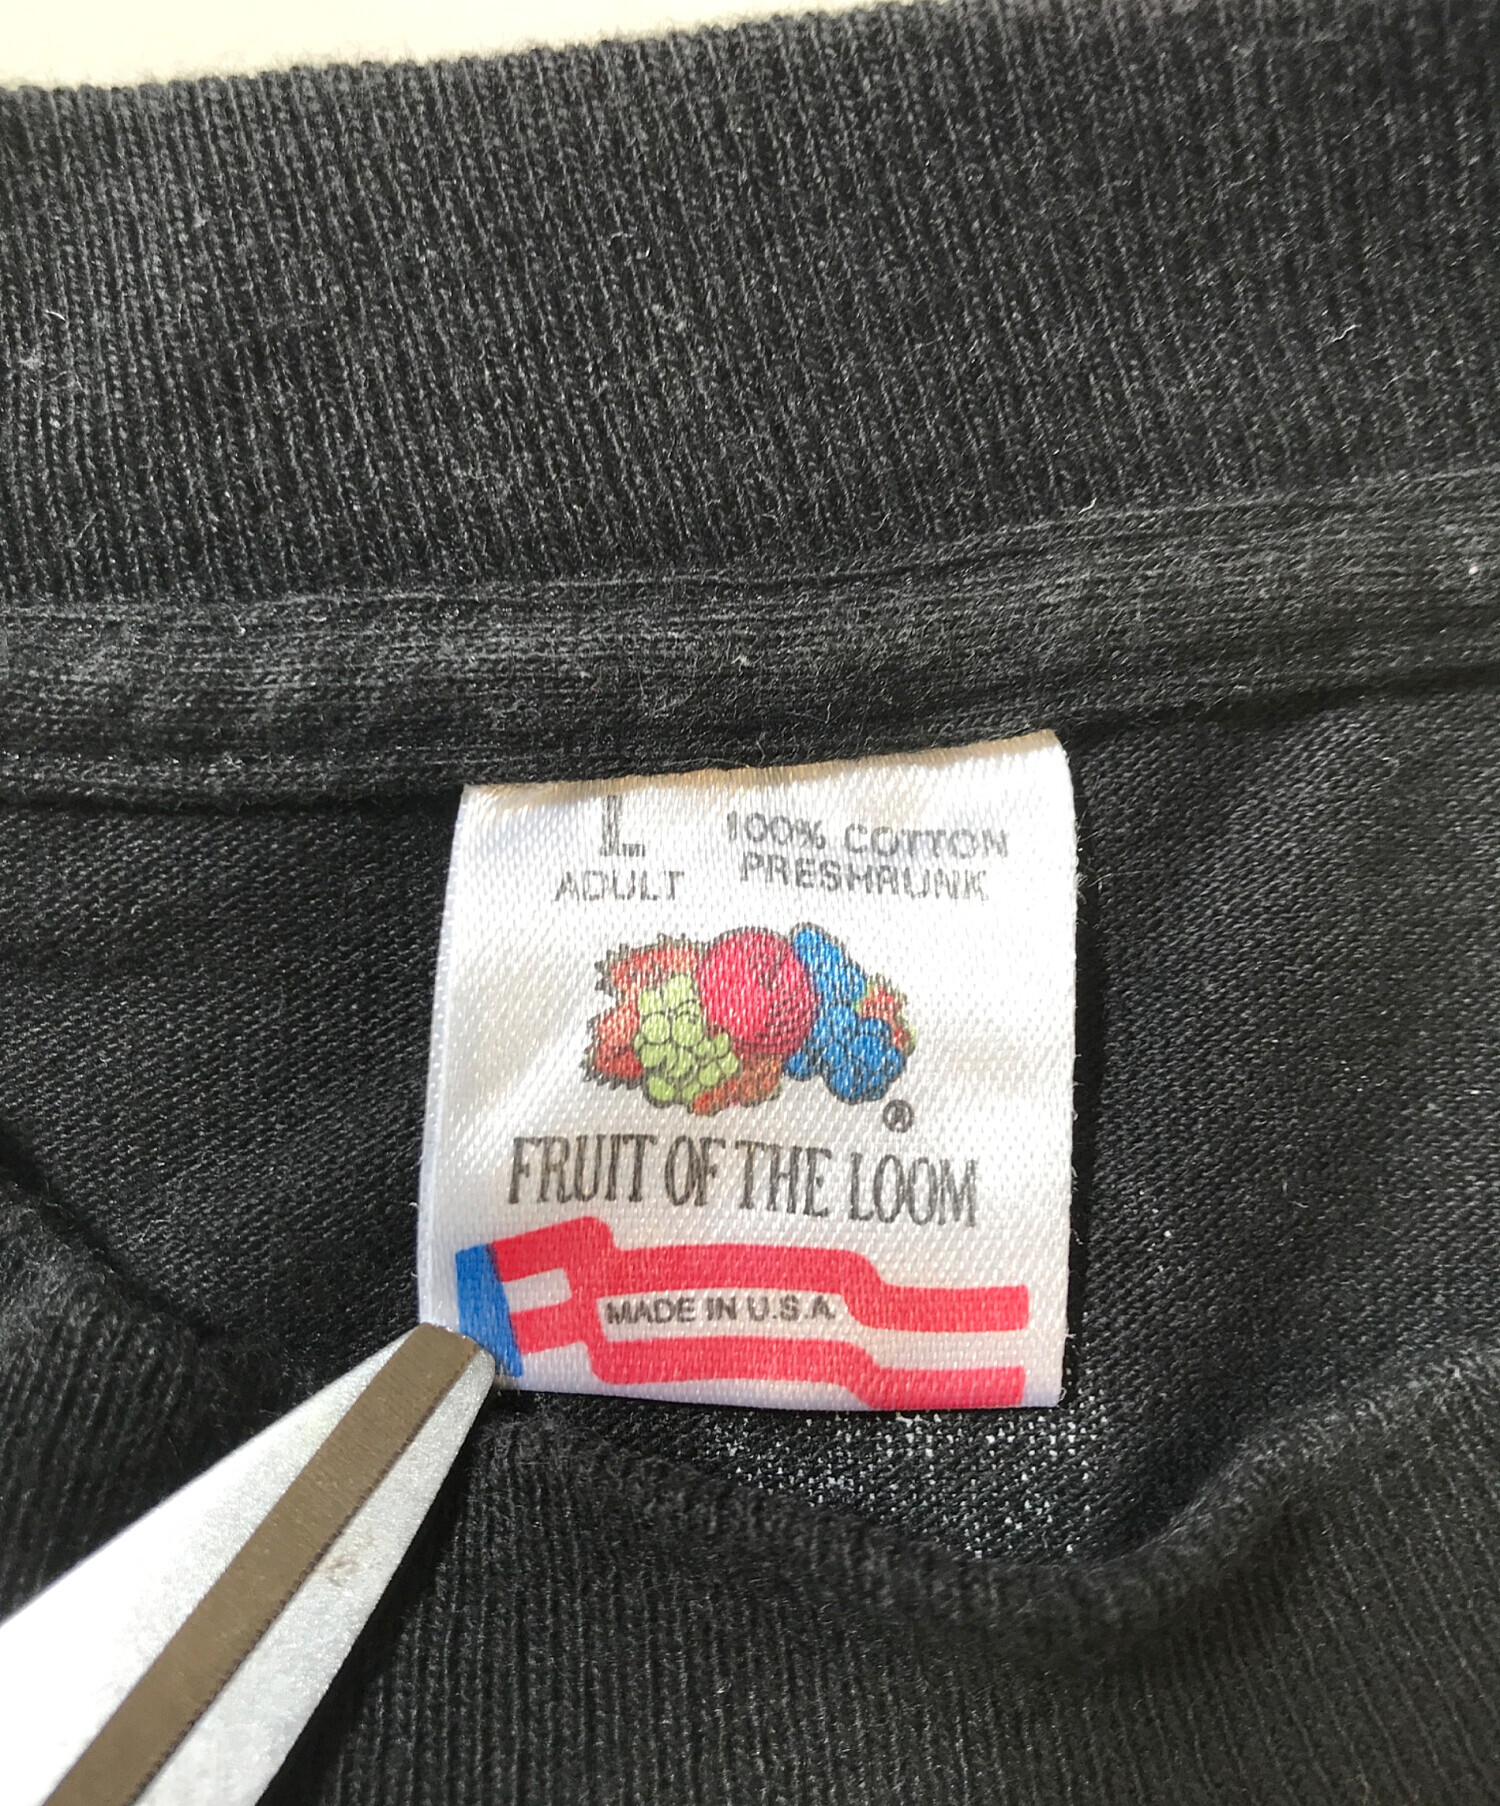 L
ADULT
100% COTTON
PRESHRUNK
®
FRUIT OF THE LOOM
MADE IN U.S.A.